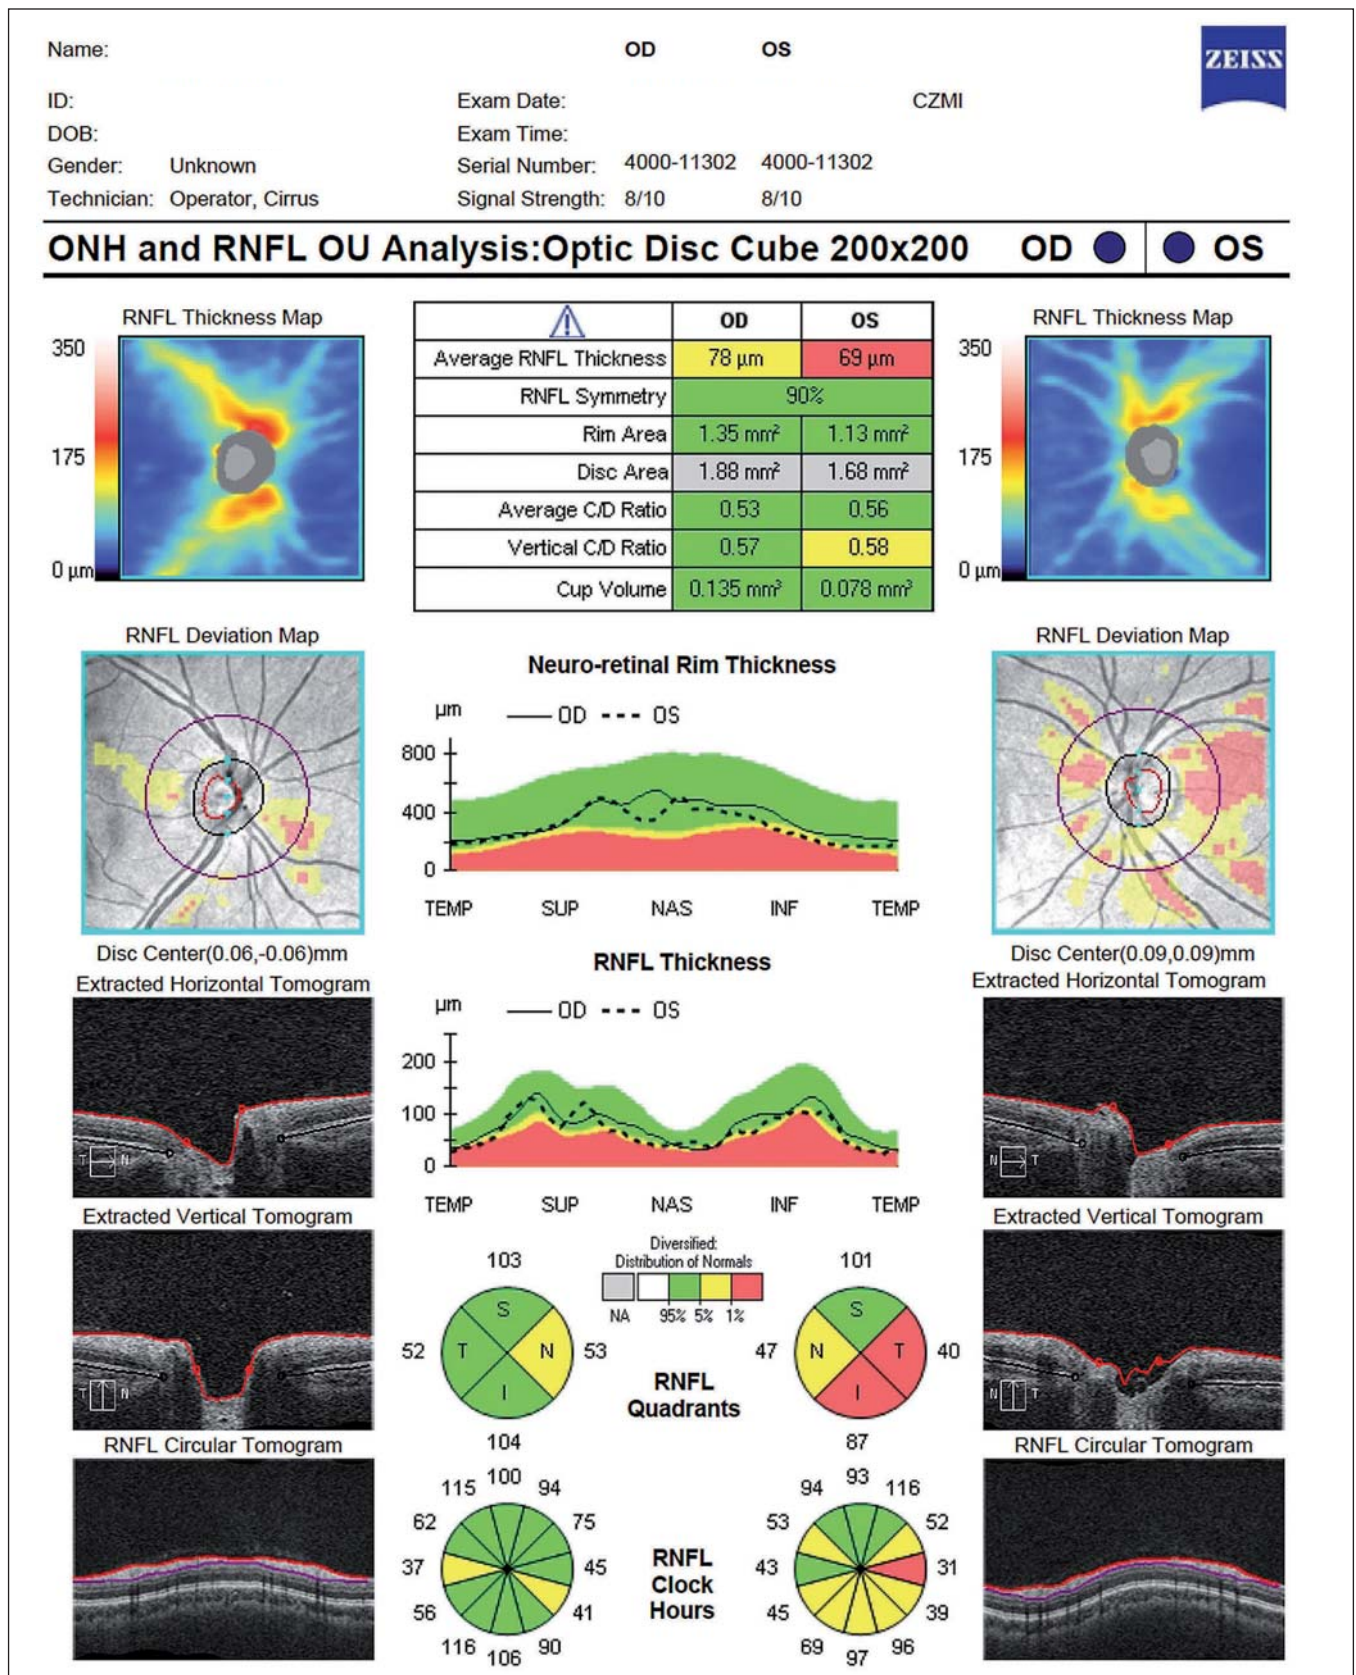 Name: OD OS
ZEISS
ID: Exam Date: CZMI
DOB: Exam Time:
Gender: Unknown Serial Number: 4000-11302 4000-11302
Technician: Operator, Cirrus Signal Strength: 8/10 8/10
ONH and RNFL OU Analysis:Optic Disc Cube 200x200 OD OS
RNFL Thickness Map
350
175
0 μm
OD OS
Average RNFL Thickness 78 μm 69 μm
RNFL Symmetry 90%
Rim Area 1.35 mm² 1.13 mm²
Disc Area 1.88 mm² 1.68 mm²
Average C/D Ratio 0.53 0.56
Vertical C/D Ratio 0.57 0.58
Cup Volume 0.135 mm³ 0.078 mm³
RNFL Thickness Map
350
175
0 μm
RNFL Deviation Map
Disc Center(0.06,-0.06)mm
Neuro-retinal Rim Thickness
μm OD OS
800
400
0
TEMP SUP NAS INF TEMP
RNFL Deviation Map
Disc Center(0.09,0.09)mm
Extracted Horizontal Tomogram
T N
RNFL Thickness
μm OD OS
200
100
0
TEMP SUP NAS INF TEMP
Extracted Horizontal Tomogram
N T
Extracted Vertical Tomogram
T N
Diversified:
Distribution of Normals
NA 95% 5% 1%
103
S
52 T N 53
I
104
RNFL
Quadrants
101
S
47 N T 40
I
87
Extracted Vertical Tomogram
N T
RNFL Circular Tomogram
115 100 94
62 75
37 45
56 41
116 106 90
RNFL
Clock
Hours
94 93 116
53 52
43 31
45 39
69 97 96
RNFL Circular Tomogram